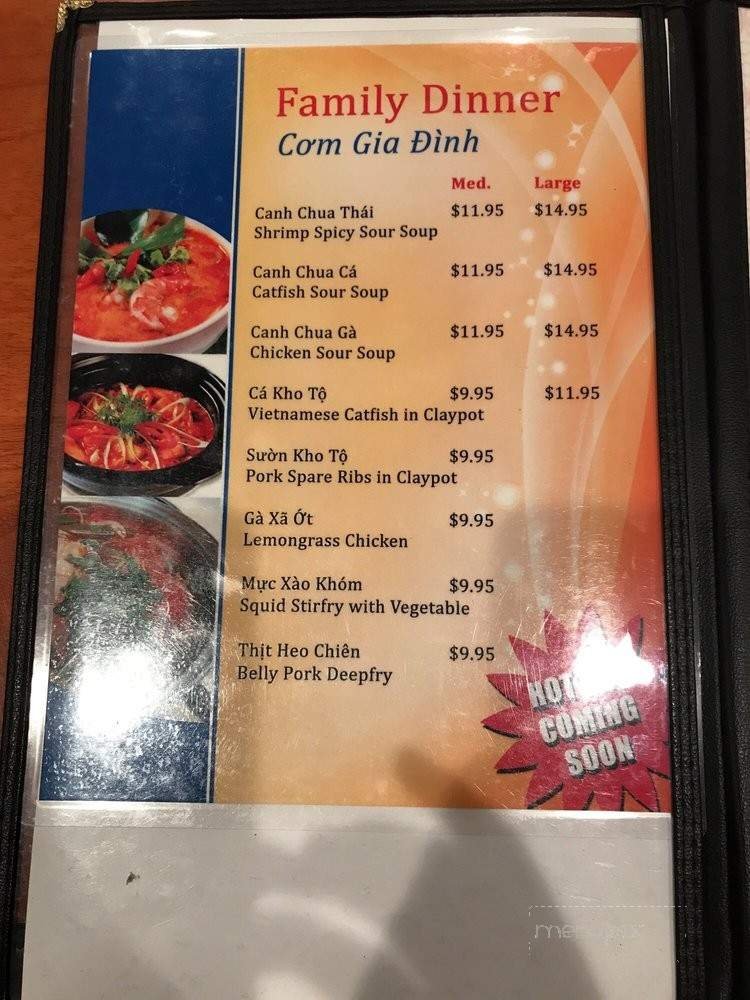 Family Dinner
Cơm Gia Đình
Med. Large
Canh Chua Thái $11.95 $14.95
Shrimp Spicy Sour Soup
Canh Chua Cá $11.95 $14.95
Catfish Sour Soup
Canh Chua Gà $11.95 $14.95
Chicken Sour Soup
Cá Kho Tộ $9.95 $11.95
Vietnamese Catfish in Claypot
Sườn Kho Tộ $9.95
Pork Spare Ribs in Claypot
Gà Xã Ớt $9.95
Lemongrass Chicken
Mực Xào Khóm $9.95
Squid Stirfry with Vegetable
Thịt Heo Chiên $9.95
Belly Pork Deepfry
COMING
SOON